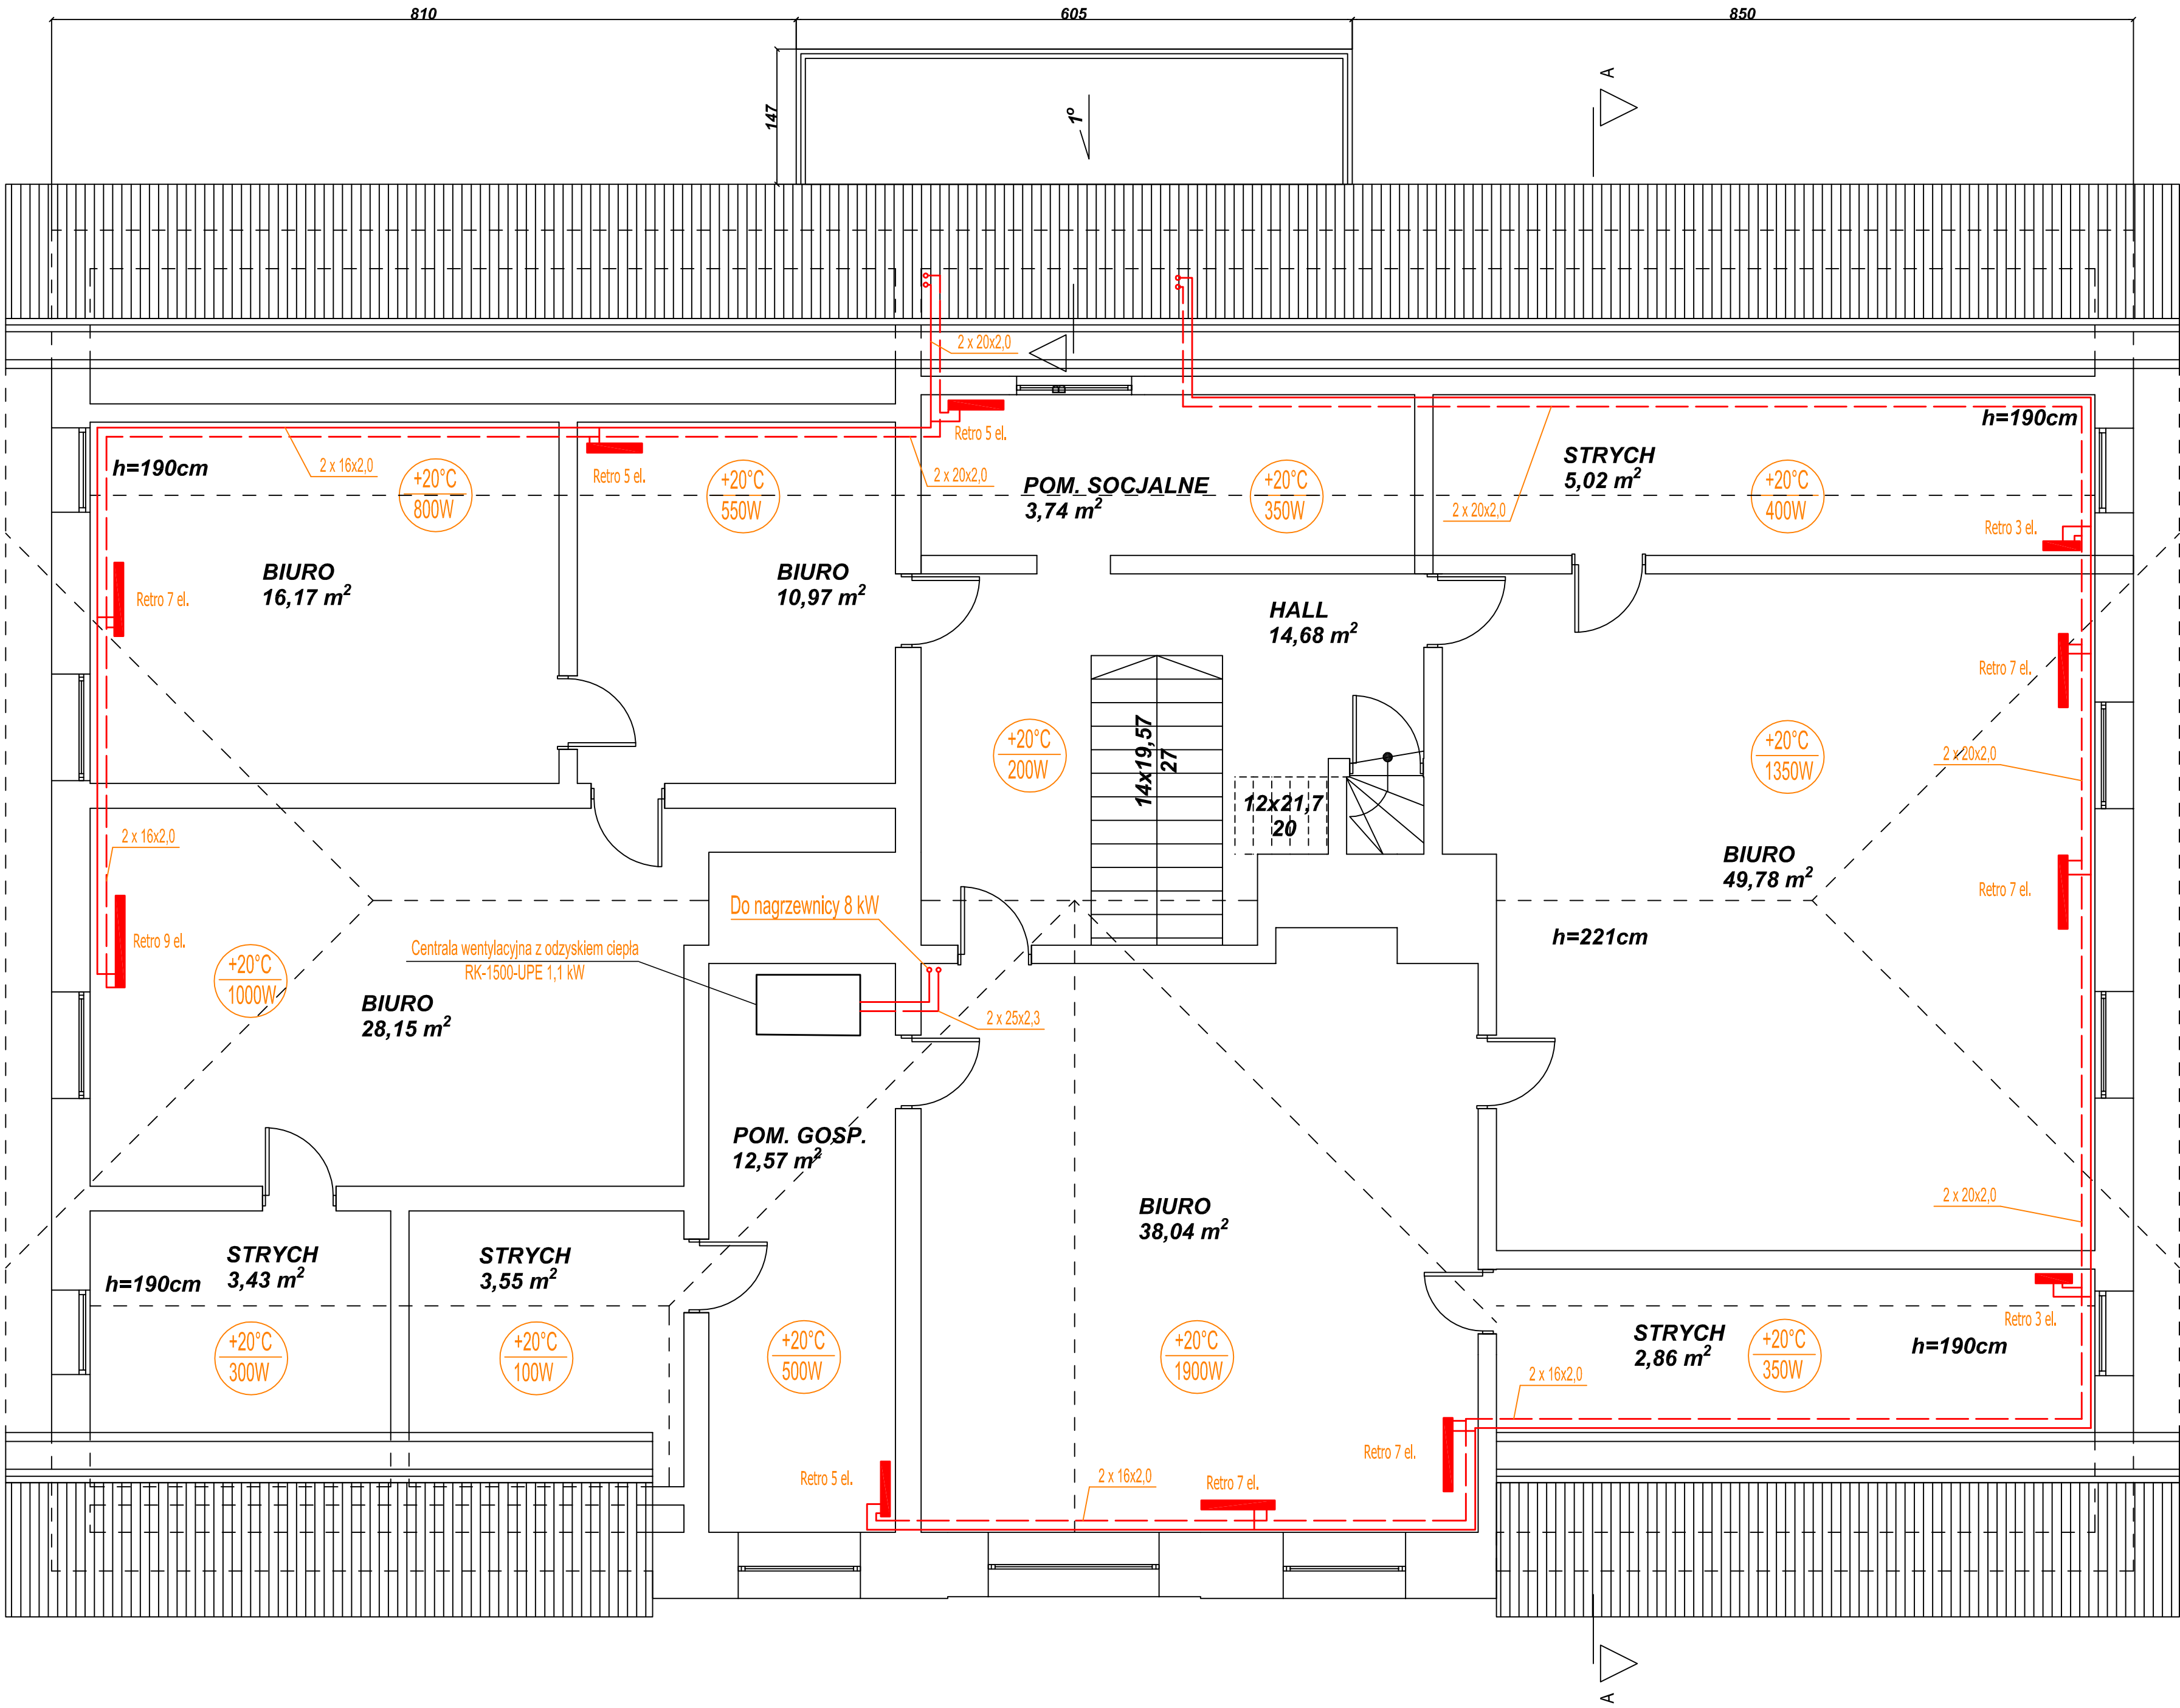 810
605
850
147
1°
A
2 x 20x2,0
Retro 5 el.
h=190cm
2 x 16x2,0
+20°C
800W
Retro 5 el.
+20°C
550W
2 x 20x2,0
POM. SOCJALNE
3,74 m²
+20°C
350W
2 x 20x2,0
STRYCH
5,02 m²
+20°C
400W
h=190cm
Retro 3 el.
BIURO
16,17 m²
Retro 7 el.
BIURO
10,97 m²
HALL
14,68 m²
Retro 7 el.
+20°C
200W
14x19,57
27
12x21,7
20
+20°C
1350W
2 x 20x2,0
2 x 16x2,0
BIURO
49,78 m²
Retro 7 el.
h=221cm
Do nagrzewnicy 8 kW
Centrala wentylacyjna z odzyskiem ciepła
RK-1500-UPE 1,1 kW
Retro 9 el.
+20°C
1000W
BIURO
28,15 m²
2 x 25x2,3
POM. GOSP.
12,57 m²
BIURO
38,04 m²
2 x 20x2,0
STRYCH
3,43 m²
h=190cm
STRYCH
3,55 m²
+20°C
300W
+20°C
100W
+20°C
500W
+20°C
1900W
STRYCH
2,86 m²
+20°C
350W
h=190cm
Retro 3 el.
2 x 16x2,0
Retro 5 el.
2 x 16x2,0
Retro 7 el.
Retro 7 el.
A